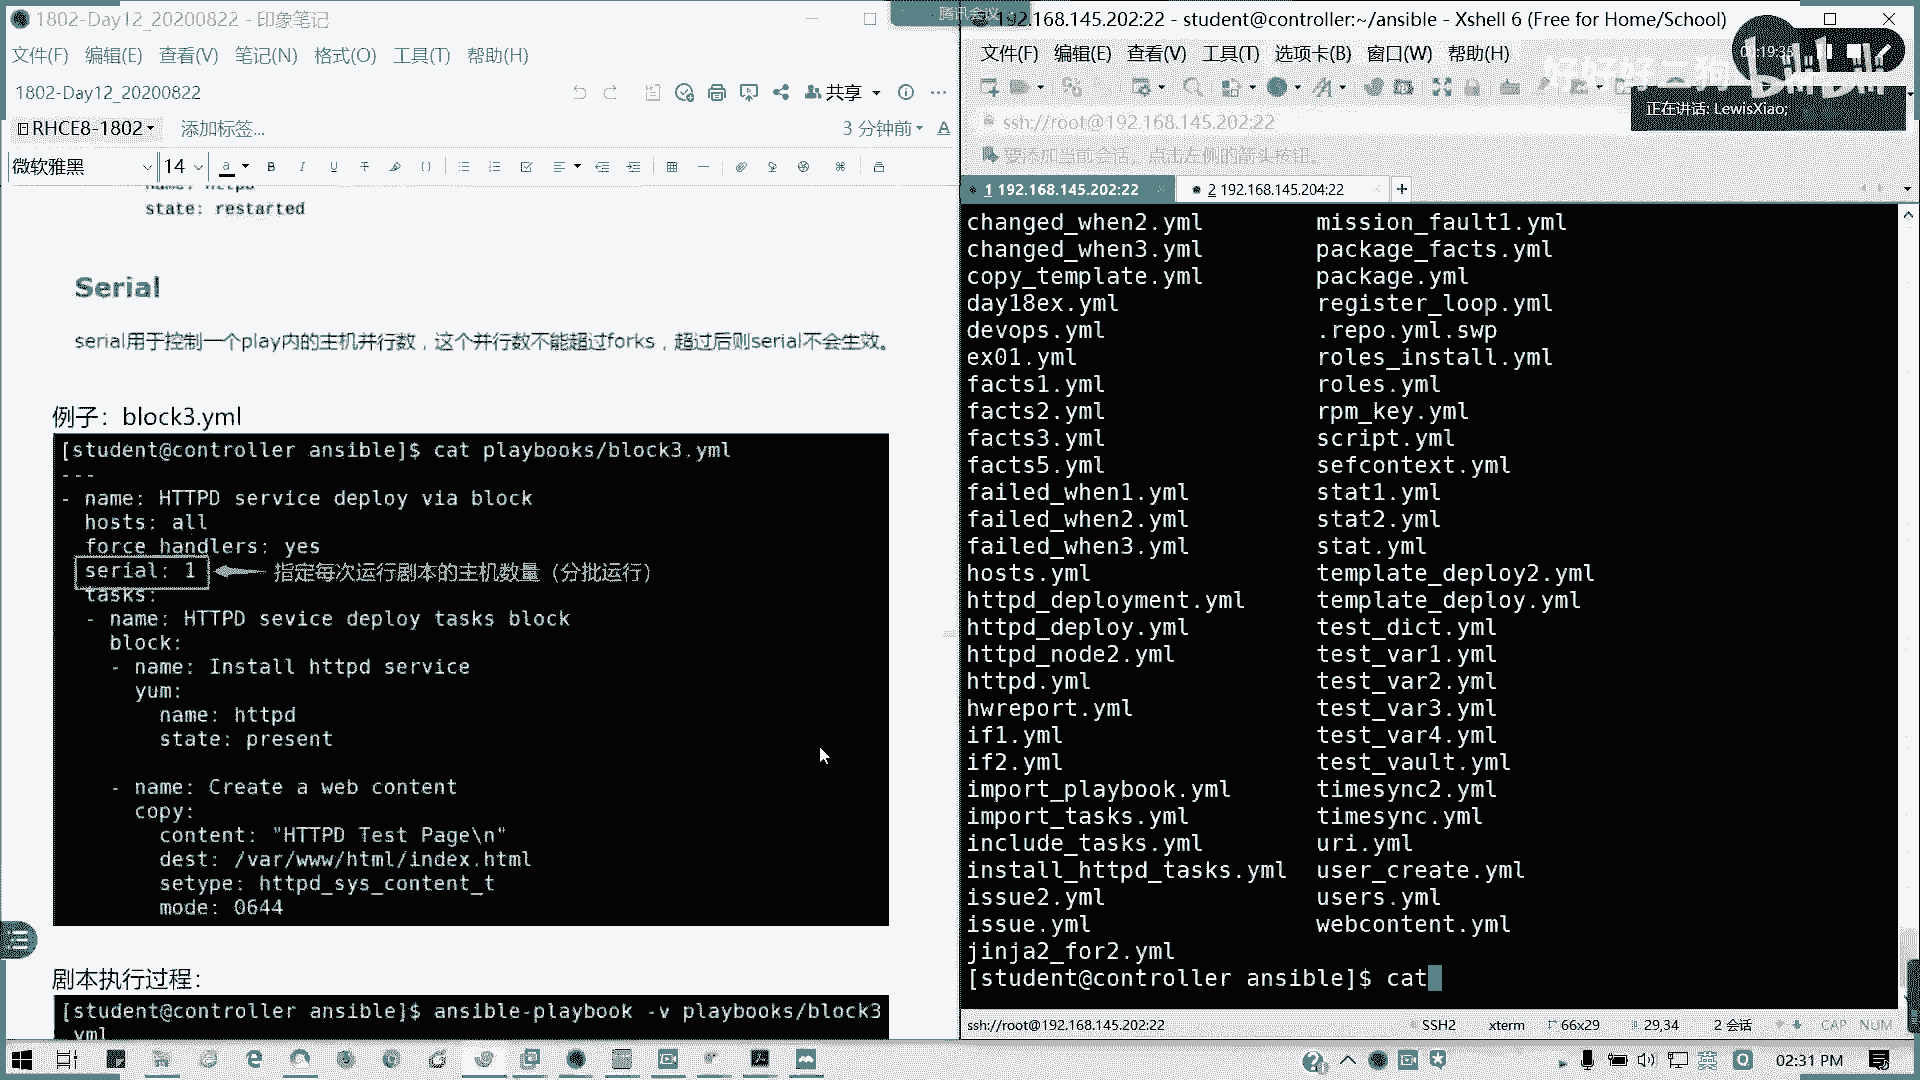 1802-Day12_20200822 - 印象笔记
文件(F) 编辑(E) 查看(V) 笔记(N) 格式(O) 工具(T) 帮助(H)
1802-Day12_20200822
共享
RHCE8-1802
添加标签...
3 分钟前
微软雅黑
14
name: httpd
state: restarted
Serial
serial用于控制一个play内的主机并行数，这个并行数不能超过forks，超过后则serial不会生效。
例子：block3.yml
[student@controller ansible]$ cat playbooks/block3.yml
---
- name: HTTPD service deploy via block
hosts: all
force_handlers: yes
serial: 1
指定每次运行剧本的主机数量（分批运行）
tasks:
- name: HTTPD sevice deploy tasks block
block:
- name: Install httpd service
yum:
name: httpd
state: present
- name: Create a web content
copy:
content: "HTTPD Test Page\n"
dest: /var/www/html/index.html
setype: httpd_sys_content_t
mode: 0644
剧本执行过程：
[student@controller ansible]$ ansible-playbook -v playbooks/block3
.yml
腾讯会议
192.168.145.202:22 - student@controller:~/ansible - Xshell 6 (Free for Home/School)
文件(F) 编辑(E) 查看(V) 工具(T) 选项卡(B) 窗口(W) 帮助(H)
好好好二狗
bilibili
正在讲话: LewisXiao;
ssh://root@192.168.145.202:22
要添加当前会话，点击左侧的箭头按钮。
1 192.168.145.202:22
2 192.168.145.204:22
changed_when2.yml mission_fault1.yml
changed_when3.yml package_facts.yml
copy_template.yml package.yml
day18ex.yml register_loop.yml
devops.yml .repo.yml.swp
ex01.yml roles_install.yml
facts1.yml roles.yml
facts2.yml rpm_key.yml
facts3.yml script.yml
facts5.yml sefcontext.yml
failed_when1.yml stat1.yml
failed_when2.yml stat2.yml
failed_when3.yml stat.yml
hosts.yml template_deploy2.yml
httpd_deployment.yml template_deploy.yml
httpd_deploy.yml test_dict.yml
httpd_node2.yml test_var1.yml
httpd.yml test_var2.yml
hwreport.yml test_var3.yml
if1.yml test_var4.yml
if2.yml test_vault.yml
import_playbook.yml timesync2.yml
import_tasks.yml timesync.yml
include_tasks.yml uri.yml
install_httpd_tasks.yml user_create.yml
issue2.yml users.yml
issue.yml webcontent.yml
jinja2_for2.yml
[student@controller ansible]$ cat
ssh://root@192.168.145.202:22
SSH2
xterm
66x29
29,34
2 会话
CAP NUM
英
02:31 PM